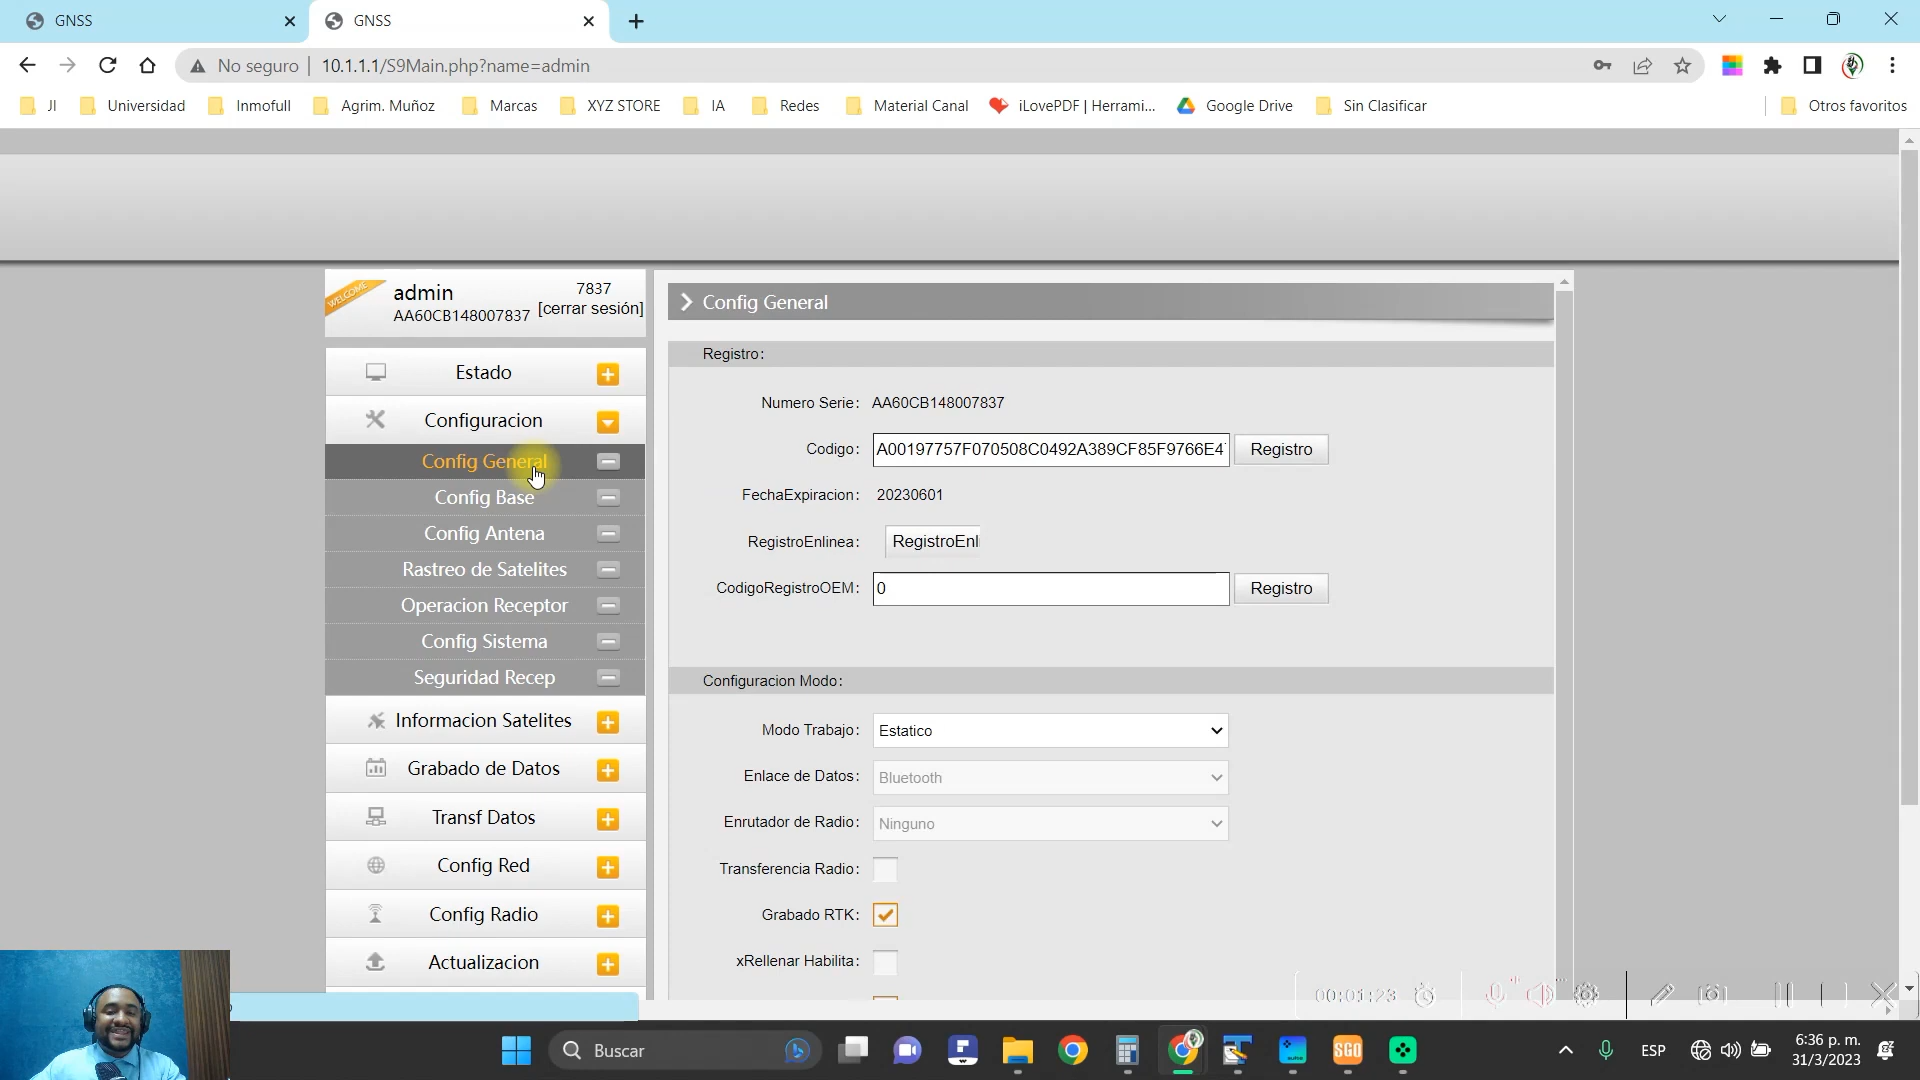 GNSS
GNSS
No seguro
10.1.1.1/S9Main.php?name=admin
JI
Universidad
Inmofull
Agrim. Muñoz
Marcas
XYZ STORE
IA
Redes
Material Canal
iLovePDF | Herrami...
Google Drive
Sin Clasificar
Otros favoritos
WELCOME
admin
7837
AA60CB148007837
[cerrar sesión]
Estado
Configuracion
Config General
Config Base
Config Antena
Rastreo de Satelites
Operacion Receptor
Config Sistema
Seguridad Recep
Informacion Satelites
Grabado de Datos
Transf Datos
Config Red
Config Radio
Actualizacion
Config General
Registro:
Numero Serie: AA60CB148007837
Codigo: A00197757F070508C0492A389CF85F9766E4 Registro
FechaExpiracion: 20230601
RegistroEnlinea: RegistroEnl
CodigoRegistroOEM: 0 Registro
Configuracion Modo:
Modo Trabajo: Estatico
Enlace de Datos: Bluetooth
Enrutador de Radio: Ninguno
Transferencia Radio:
Grabado RTK:
xRellenar Habilita:
00:01:23
Buscar
SGO
ESP
6:36 p. m.
31/3/2023